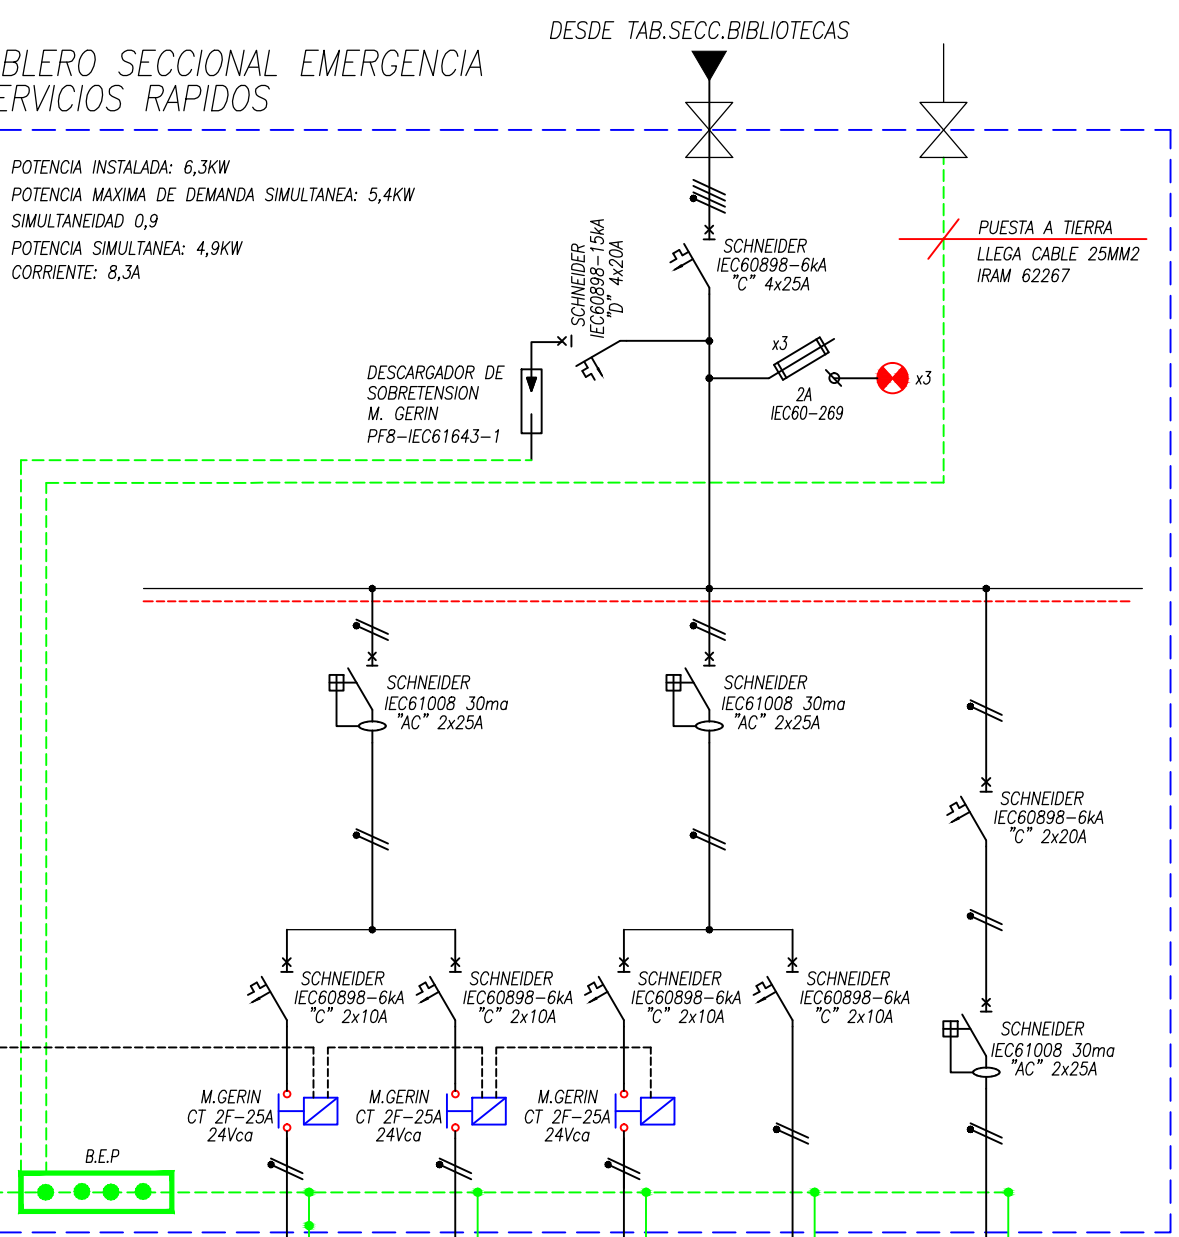 DESDE TAB.SECC.BIBLIOTECAS
BLERO SECCIONAL EMERGENCIA
ERVICIOS RAPIDOS
POTENCIA INSTALADA: 6,3KW
POTENCIA MAXIMA DE DEMANDA SIMULTANEA: 5,4KW
SIMULTANEIDAD 0,9
POTENCIA SIMULTANEA: 4,9KW
CORRIENTE: 8,3A
SCHNEIDER
IEC60898-15kA
"D" 4x20A
SCHNEIDER
IEC60898-6kA
"C" 4x25A
PUESTA A TIERRA
LLEGA CABLE 25MM2
IRAM 62267
DESCARGADOR DE
SOBRETENSION
M. GERIN
PF8-IEC61643-1
x3
x3
2A
IEC60-269
SCHNEIDER
IEC61008 30ma
"AC" 2x25A
SCHNEIDER
IEC61008 30ma
"AC" 2x25A
SCHNEIDER
IEC60898-6kA
"C" 2x20A
SCHNEIDER
IEC60898-6kA
"C" 2x10A
SCHNEIDER
IEC60898-6kA
"C" 2x10A
SCHNEIDER
IEC60898-6kA
"C" 2x10A
SCHNEIDER
IEC60898-6kA
"C" 2x10A
SCHNEIDER
IEC61008 30ma
"AC" 2x25A
M.GERIN
CT 2F-25A
24Vca
M.GERIN
CT 2F-25A
24Vca
M.GERIN
CT 2F-25A
24Vca
B.E.P